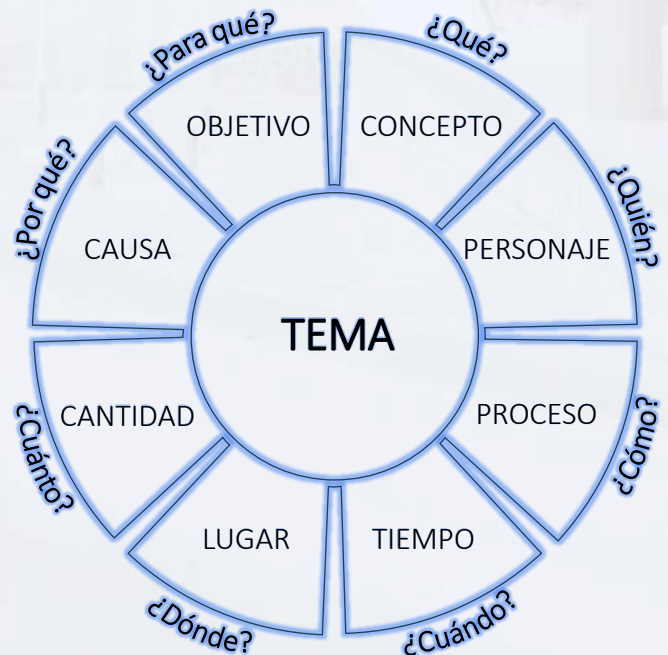 ¿Para qué?
¿Qué?
OBJETIVO
CONCEPTO
¿Por qué?
¿Quién?
CAUSA
PERSONAJE
TEMA
CANTIDAD
PROCESO
¿Cuánto?
¿Cómo?
LUGAR
TIEMPO
¿Dónde?
¿Cuándo?